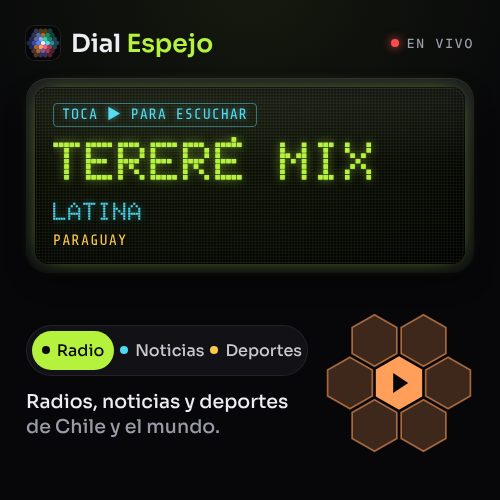 Dial Espejo
EN VIVO
TOCA ▶ PARA ESCUCHAR
TERERÉ MIX
LATINA
PARAGUAY
Radio Noticias Deportes
Radios, noticias y deportes
de Chile y el mundo.